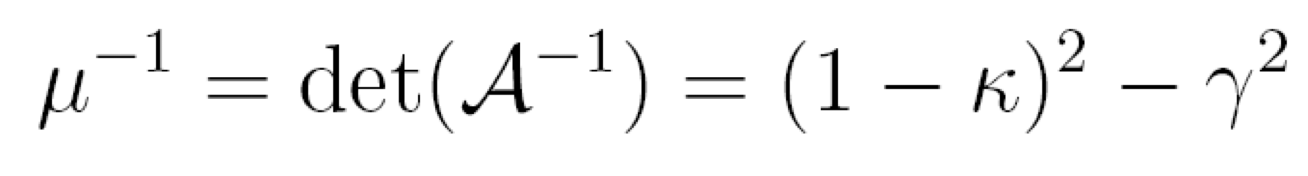 μ⁻¹ = det(𝒜⁻¹) = (1 − κ)² − γ²